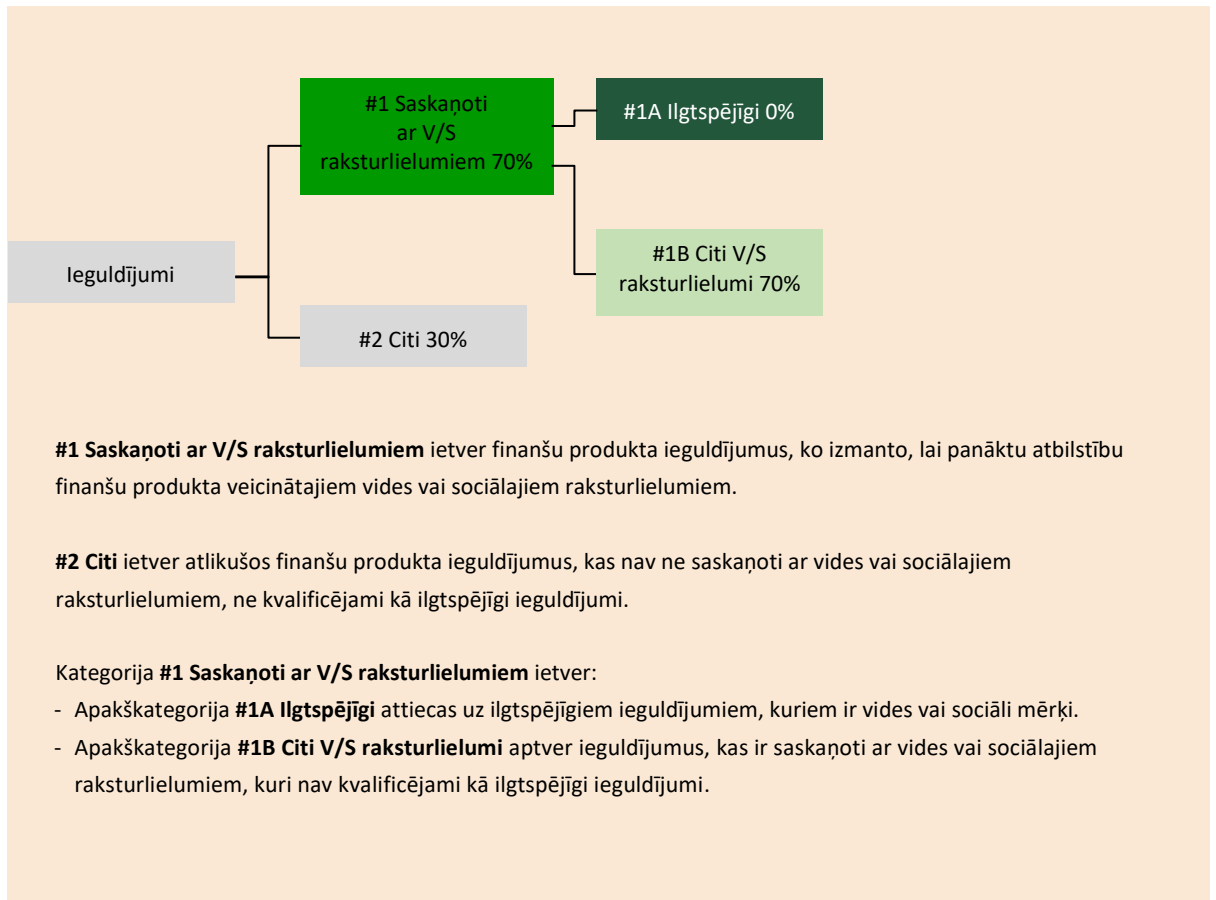 #1 Saskaņoti
ar V/S
raksturlielumiem 70%
#1A Ilgtspējīgi 0%
#1B Citi V/S
raksturlielumi 70%
Ieguldījumi
#2 Citi 30%
#1 Saskaņoti ar V/S raksturlielumiem ietver finanšu produkta ieguldījumus, ko izmanto, lai panāktu atbilstību
finanšu produkta veicinātajiem vides vai sociālajiem raksturlielumiem.
#2 Citi ietver atlikušos finanšu produkta ieguldījumus, kas nav ne saskaņoti ar vides vai sociālajiem
raksturlielumiem, ne kvalificējami kā ilgtspējīgi ieguldījumi.
Kategorija #1 Saskaņoti ar V/S raksturlielumiem ietver:
- Apakškategorija #1A Ilgtspējīgi attiecas uz ilgtspējīgiem ieguldījumiem, kuriem ir vides vai sociāli mērķi.
- Apakškategorija #1B Citi V/S raksturlielumi aptver ieguldījumus, kas ir saskaņoti ar vides vai sociālajiem
raksturlielumiem, kuri nav kvalificējami kā ilgtspējīgi ieguldījumi.